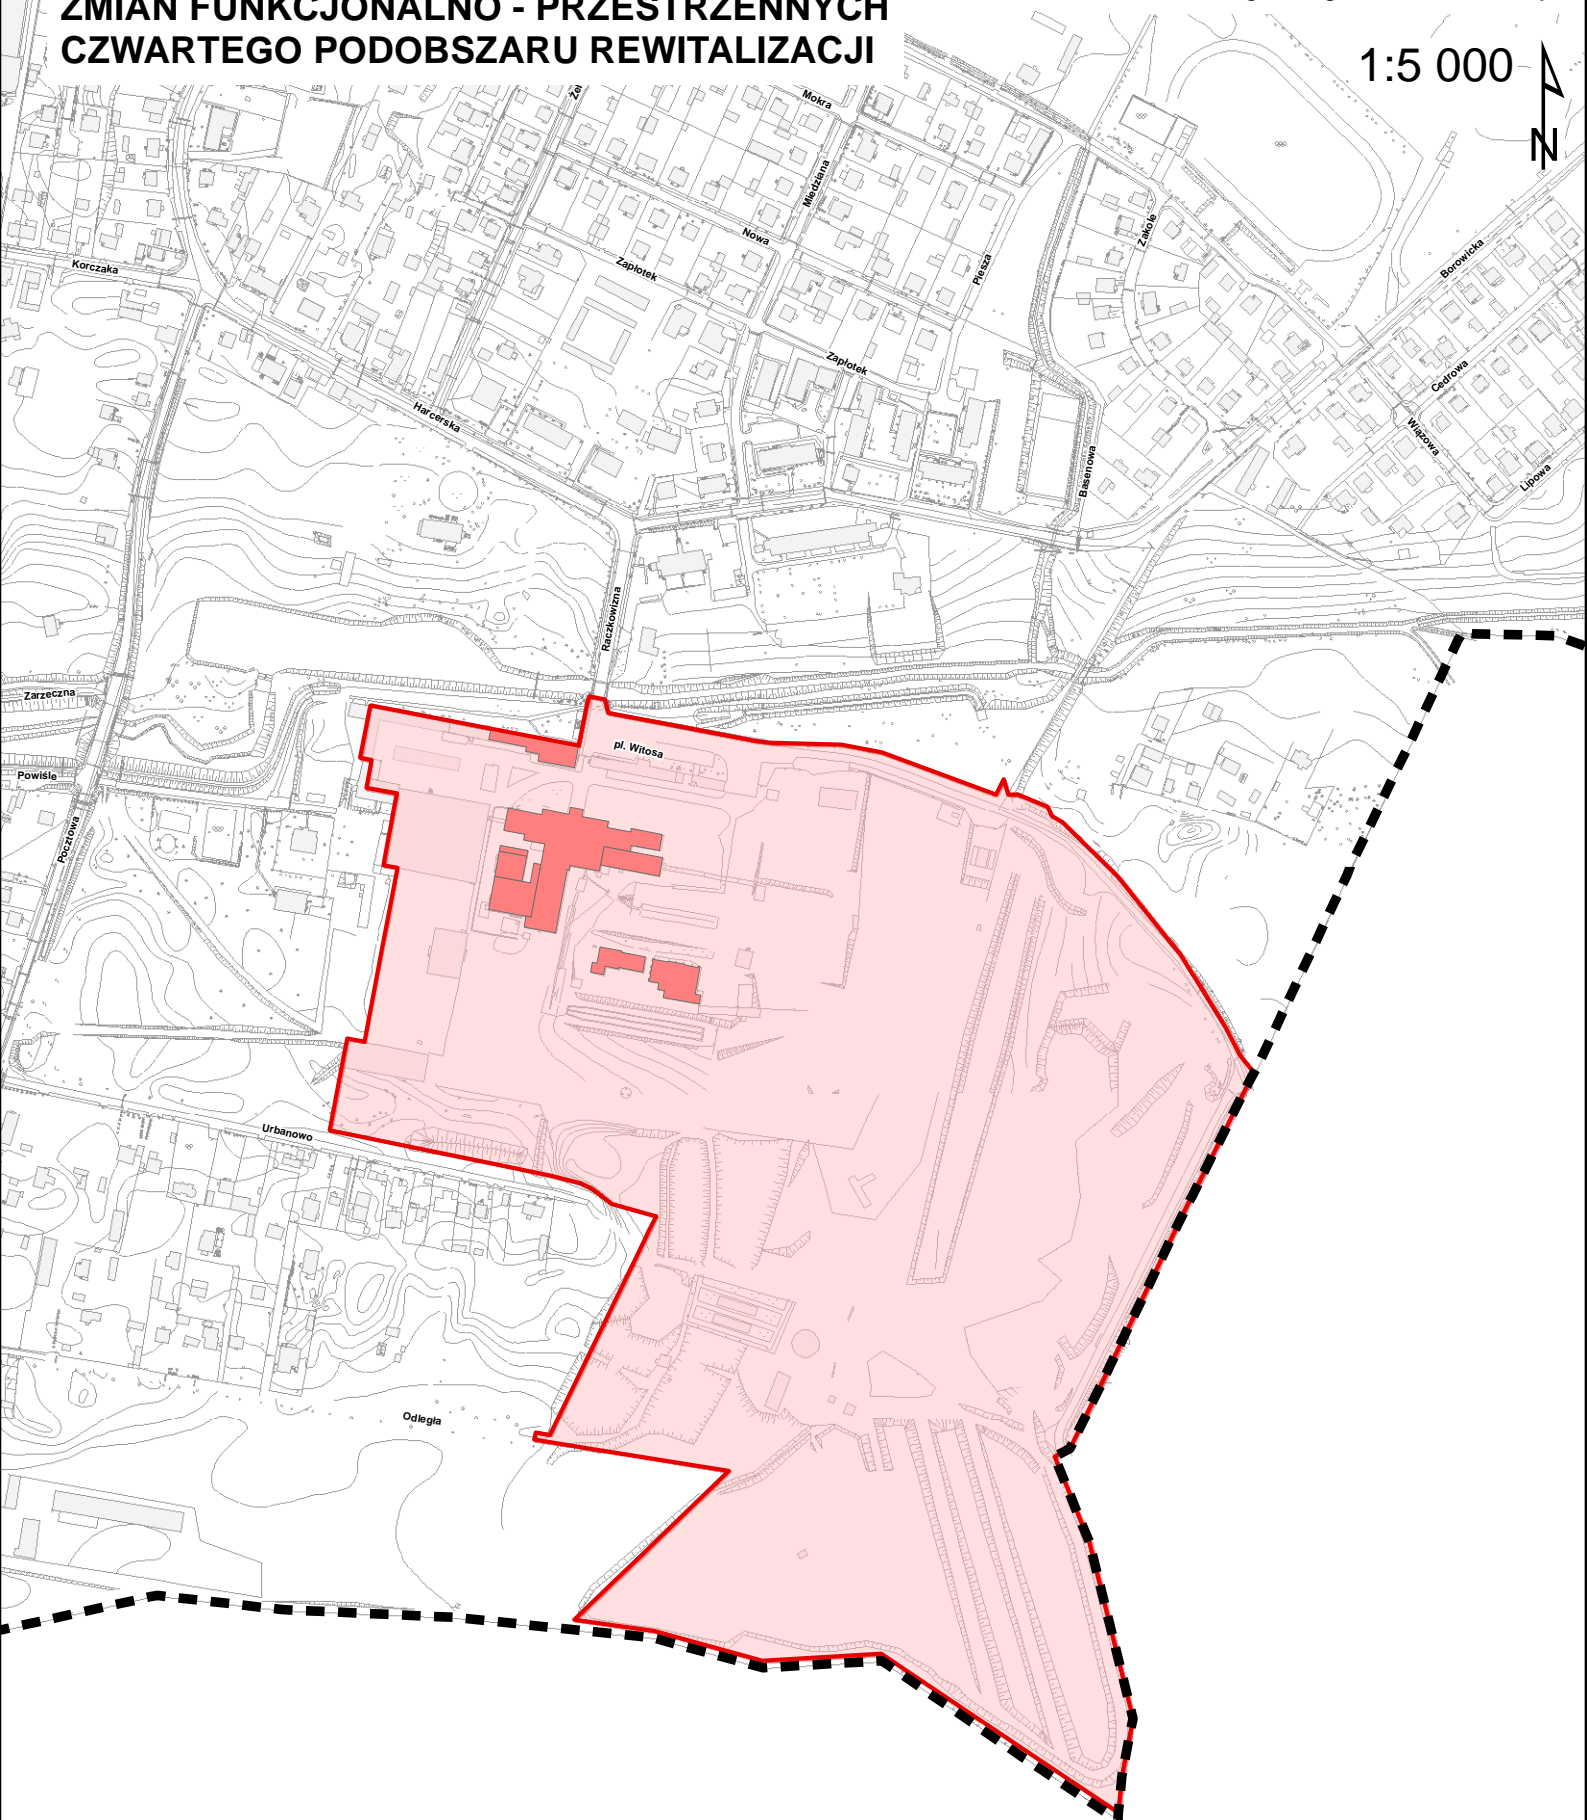 ZMIAN FUNKCJONALNO - PRZESTRZENNYCH
CZWARTEGO PODOBSZARU REWITALIZACJI
1:5 000
N
Mokra
Miedziana
Nowa
Zapłotek
Piesza
Zakole
Borowicka
Korczaka
Zapłotek
Cedrowa
Harcerska
Wiązowa
Basenowa
Lipowa
Raczkowizna
Zarzeczna
pl. Witosa
Powiśle
Pocztowa
Urbanowo
Odległa